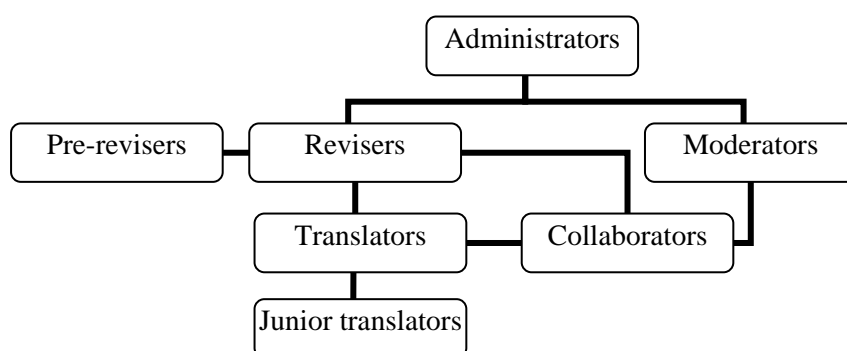 Administrators
Pre-revisers
Revisers
Moderators
Translators
Collaborators
Junior translators